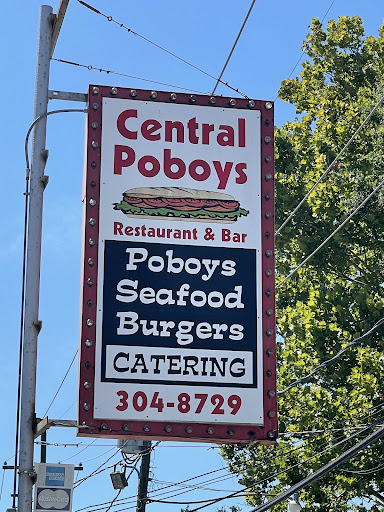 Central
Poboys
Restaurant & Bar
Poboys
Seafood
Burgers
CATERING
304-8729